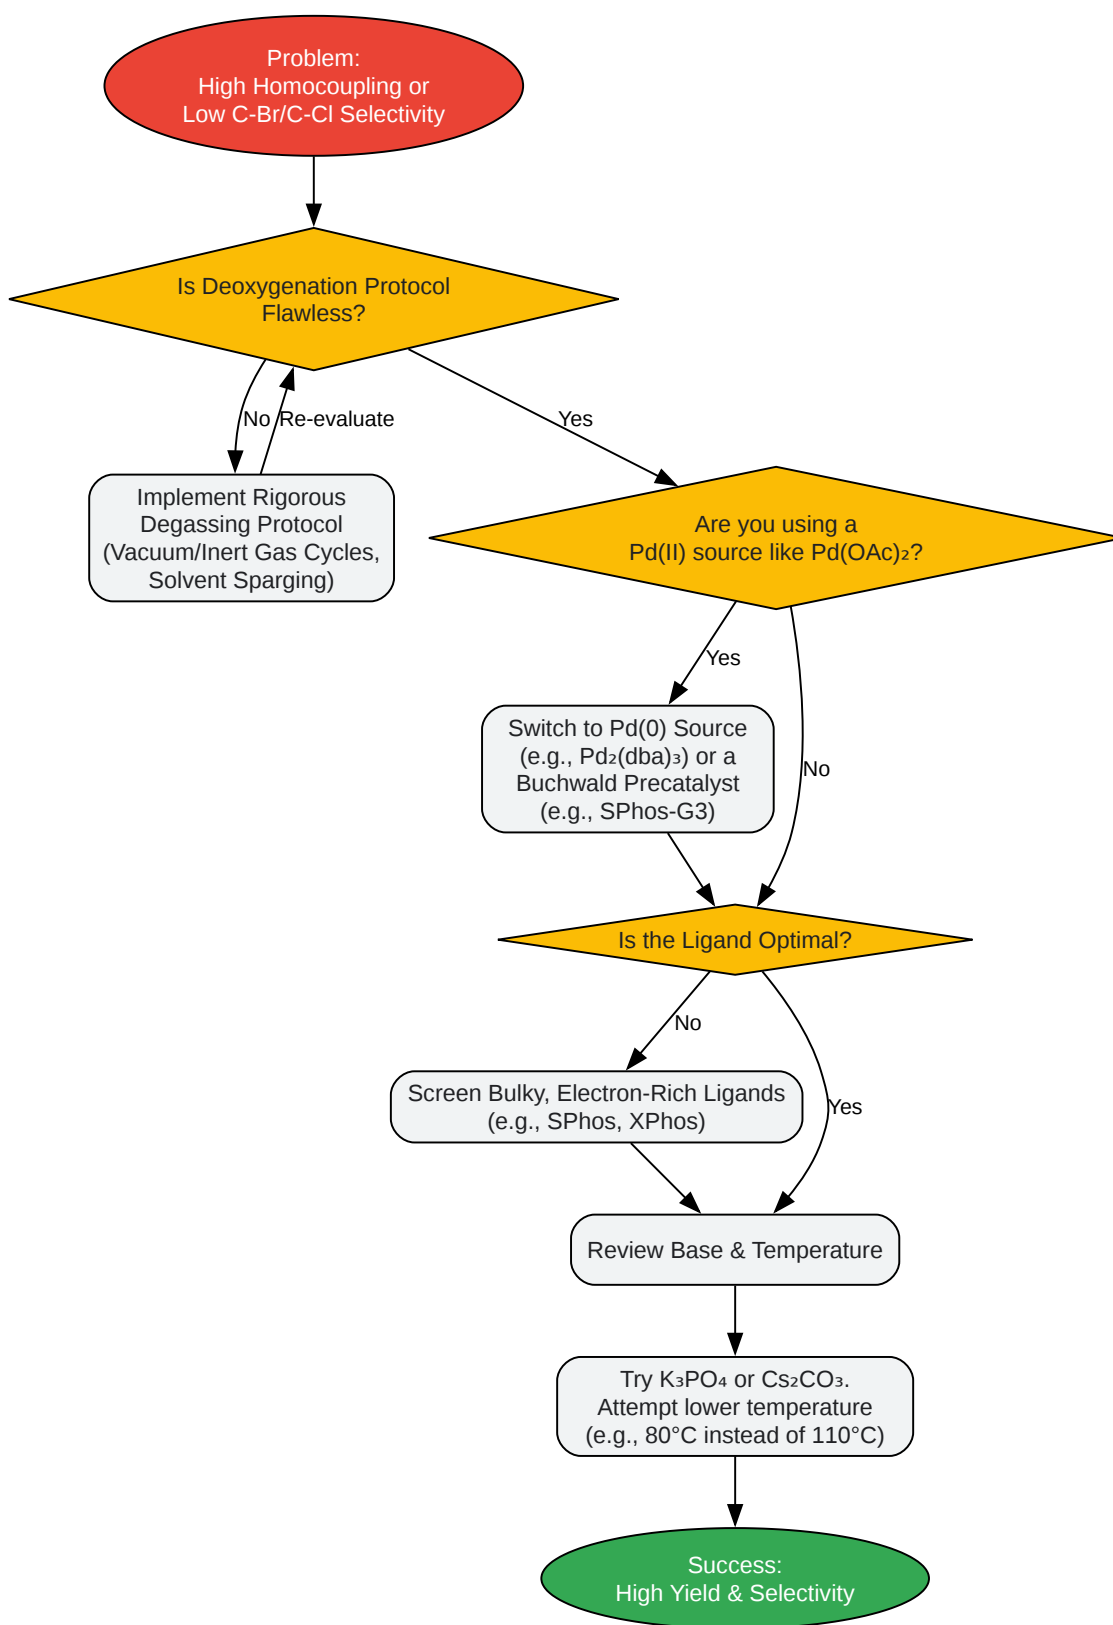 Problem:
High Homocoupling or
Low C-Br/C-Cl Selectivity
Is Deoxygenation Protocol
Flawless?
No
Re-evaluate
Yes
Implement Rigorous
Degassing Protocol
(Vacuum/Inert Gas Cycles,
Solvent Sparging)
Are you using a
Pd(II) source like Pd(OAc)₂?
Yes
No
Switch to Pd(0) Source
(e.g., Pd₂(dba)₃) or a
Buchwald Precatalyst
(e.g., SPhos-G3)
Is the Ligand Optimal?
No
Yes
Screen Bulky, Electron-Rich Ligands
(e.g., SPhos, XPhos)
Review Base & Temperature
Try K₃PO₄ or Cs₂CO₃.
Attempt lower temperature
(e.g., 80°C instead of 110°C)
Success:
High Yield & Selectivity